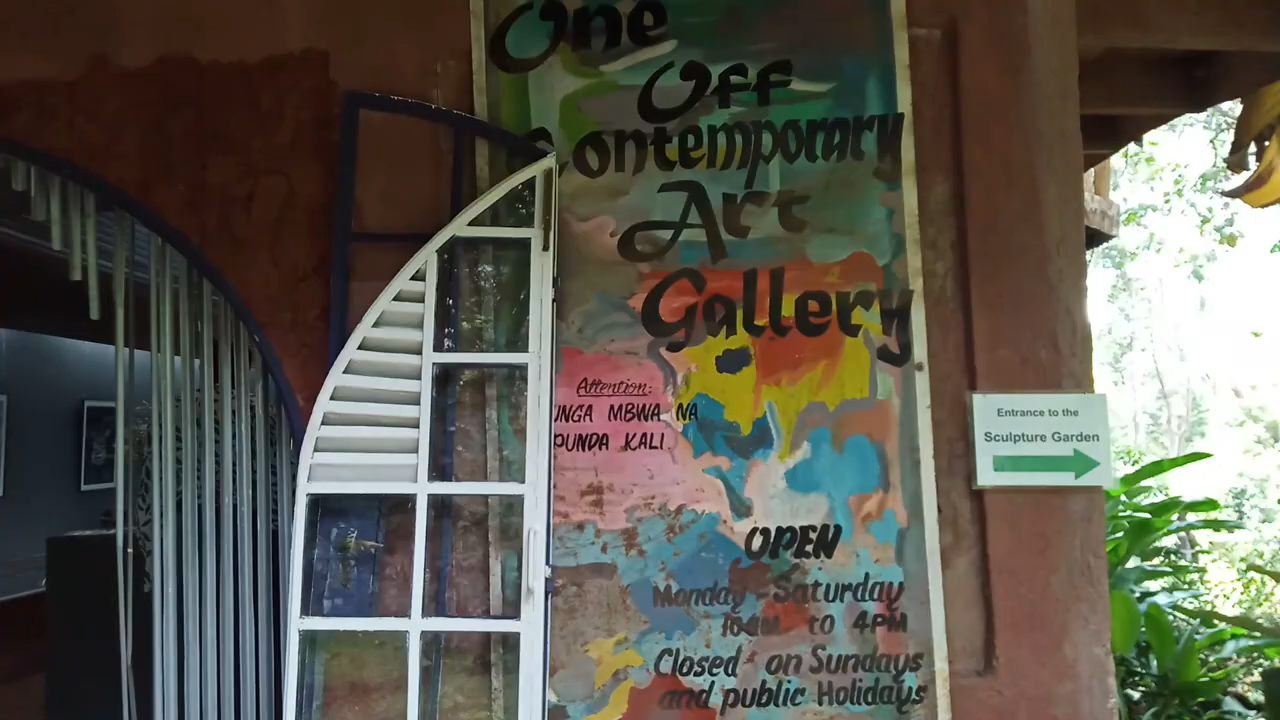 One
Off
Contemporary
Art
Gallery
Attention:
UNGA MBWA NA
PUNDA KALI.
OPEN
Monday - Saturday
10AM to 4PM
Closed on Sundays
and public Holidays
Entrance to the
Sculpture Garden